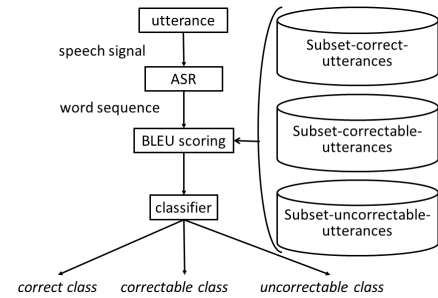 utterance
speech signal
ASR
word sequence
BLEU scoring
classifier
correct class
correctable class
uncorrectable class
Subset-correct-
utterances
Subset-correctable-
utterances
Subset-uncorrectable-
utterances